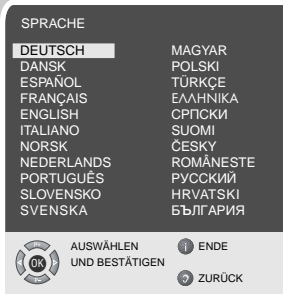 SPRACHE
DEUTSCH
DANSK
ESPAÑOL
FRANÇAIS
ENGLISH
ITALIANO
NORSK
NEDERLANDS
PORTUGUÊS
SLOVENSKO
SVENSKA
MAGYAR
POLSKI
TÜRKÇE
ΕΛΛΗΝΙΚΑ
СРПСКИ
SUOMI
ČESKY
ROMÂNESTE
РУССКИЙ
HRVATSKI
БЪЛГАРИЯ
OK
AUSWÄHLEN
UND BESTÄTIGEN
i ENDE
ZURÜCK